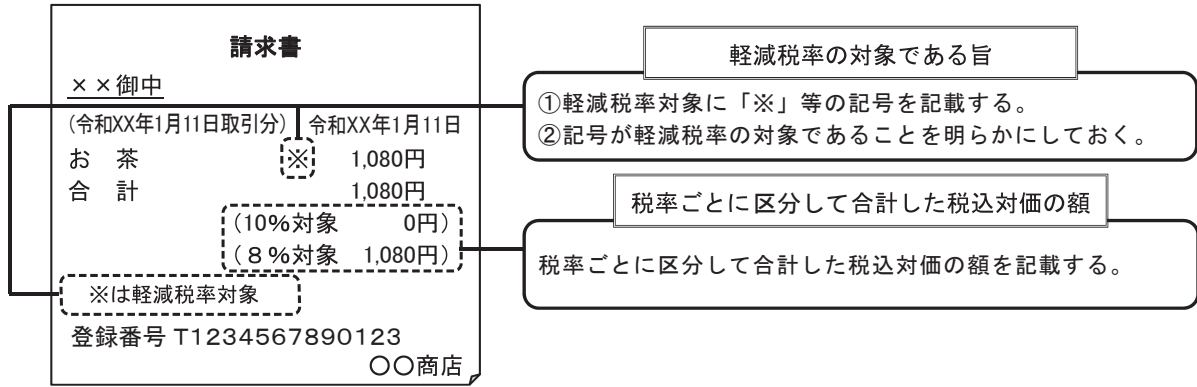 請求書
××御中
(令和XX年1月11日取引分) 令和XX年1月11日
お 茶 ※ 1,080円
合 計 1,080円
(10%対象 0円)
(8%対象 1,080円)
※は軽減税率対象
登録番号 T1234567890123
〇〇商店
軽減税率の対象である旨
①軽減税率対象に「※」等の記号を記載する。
②記号が軽減税率の対象であることを明らかにしておく。
税率ごとに区分して合計した税込対価の額
税率ごとに区分して合計した税込対価の額を記載する。